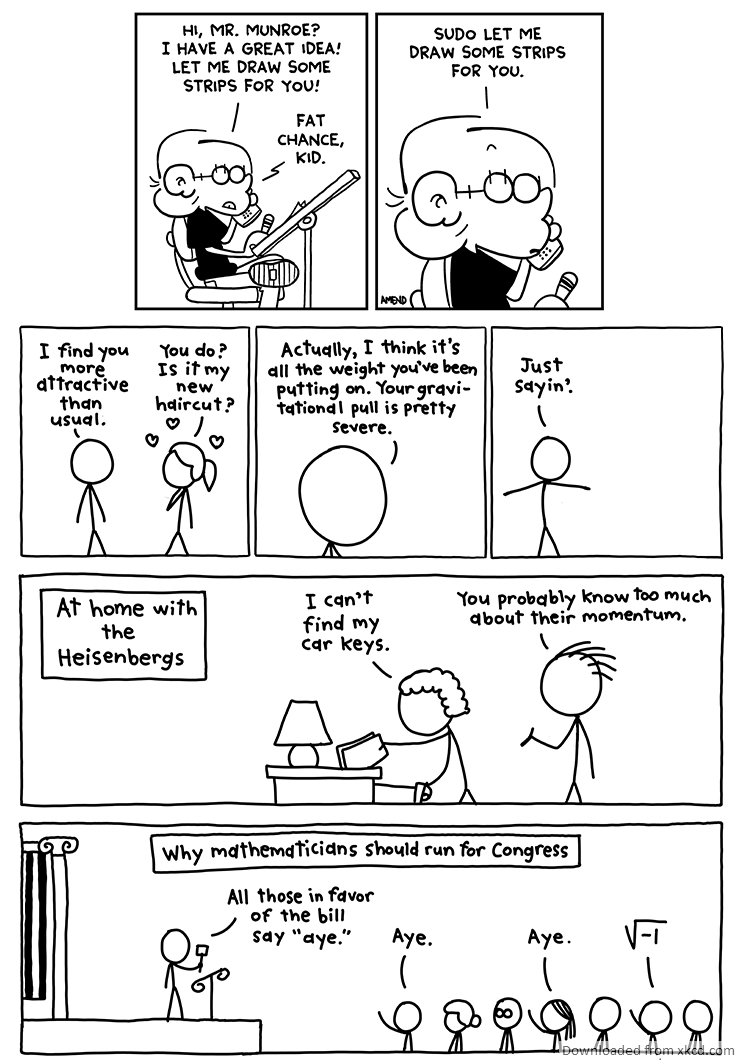 HI, MR. MUNROE?
I HAVE A GREAT IDEA!
LET ME DRAW SOME
STRIPS FOR YOU!
FAT
CHANCE,
KID.
SUDO LET ME
DRAW SOME STRIPS
FOR YOU.
AMEND
I find you
more
attractive
than
usual.
You do?
Is it my
new
haircut?
Actually, I think it's
all the weight you've been
putting on. Your gravi-
tational pull is pretty
severe.
Just
sayin'.
At home with
the
Heisenbergs
I can't
find my
car keys.
You probably know too much
about their momentum.
Why mathematicians should run for Congress
All those in favor
of the bill
say "aye."
Aye.
Aye.
√-1
Downloaded from xkcd.com